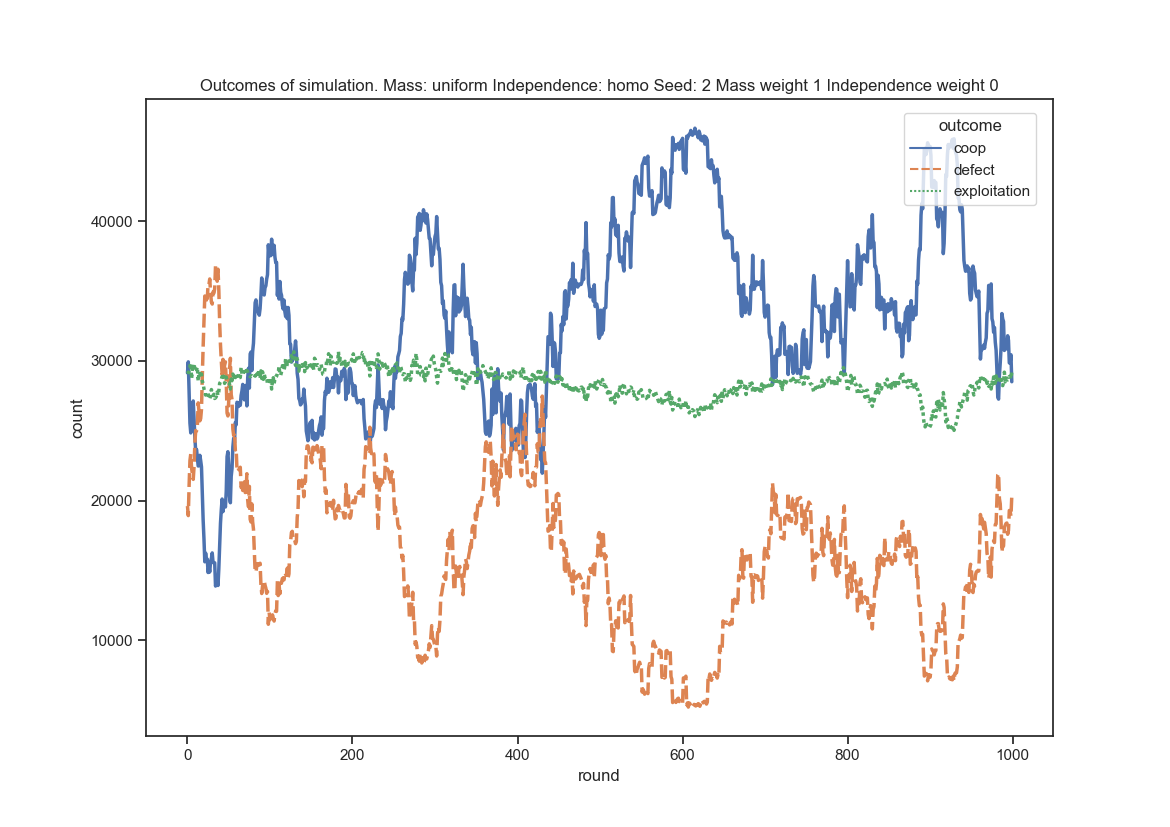 Outcomes of simulation. Mass: uniform Independence: homo Seed: 2 Mass weight 1 Independence weight 0
outcome
coop
defect
exploitation
count
40000
30000
20000
10000
0
200
400
600
800
1000
round